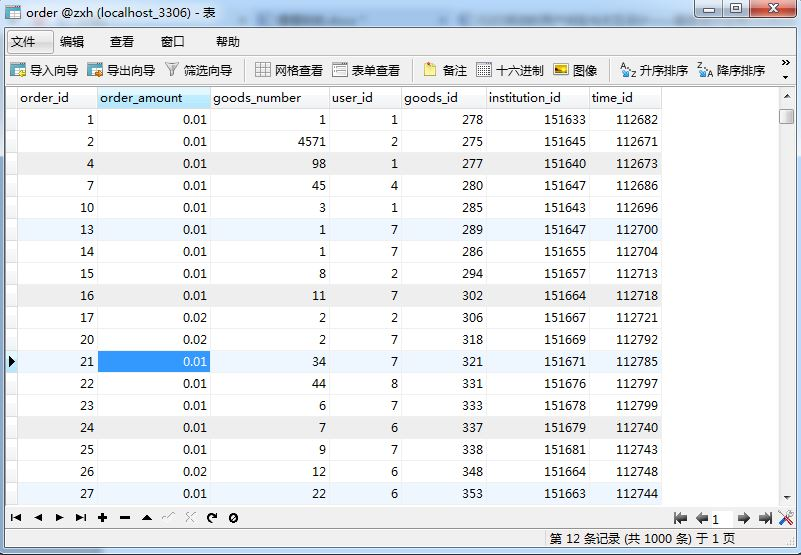 order @zxh (localhost_3306) - 表
文件 编辑 查看 窗口 帮助
导入向导 导出向导 筛选向导 网格查看 表单查看 备注 十六进制 图像 升序排序 降序排序 »
order_id order_amount goods_number user_id goods_id institution_id time_id
1 0.01 1 1 278 151633 112682
2 0.01 4571 2 275 151645 112671
4 0.01 98 1 277 151640 112673
7 0.01 45 4 280 151647 112686
10 0.01 3 1 285 151643 112696
13 0.01 1 7 289 151647 112700
14 0.01 1 7 286 151655 112704
15 0.01 8 2 294 151657 112713
16 0.01 11 7 302 151664 112718
17 0.02 2 2 306 151667 112721
20 0.02 2 7 318 151669 112792
21 0.01 34 7 321 151671 112785
22 0.01 44 8 331 151676 112797
23 0.01 6 7 333 151678 112799
24 0.01 7 6 337 151679 112740
25 0.01 9 7 338 151681 112743
26 0.02 12 6 348 151664 112748
27 0.01 22 6 353 151663 112744
1
第 12 条记录 (共 1000 条) 于 1 页